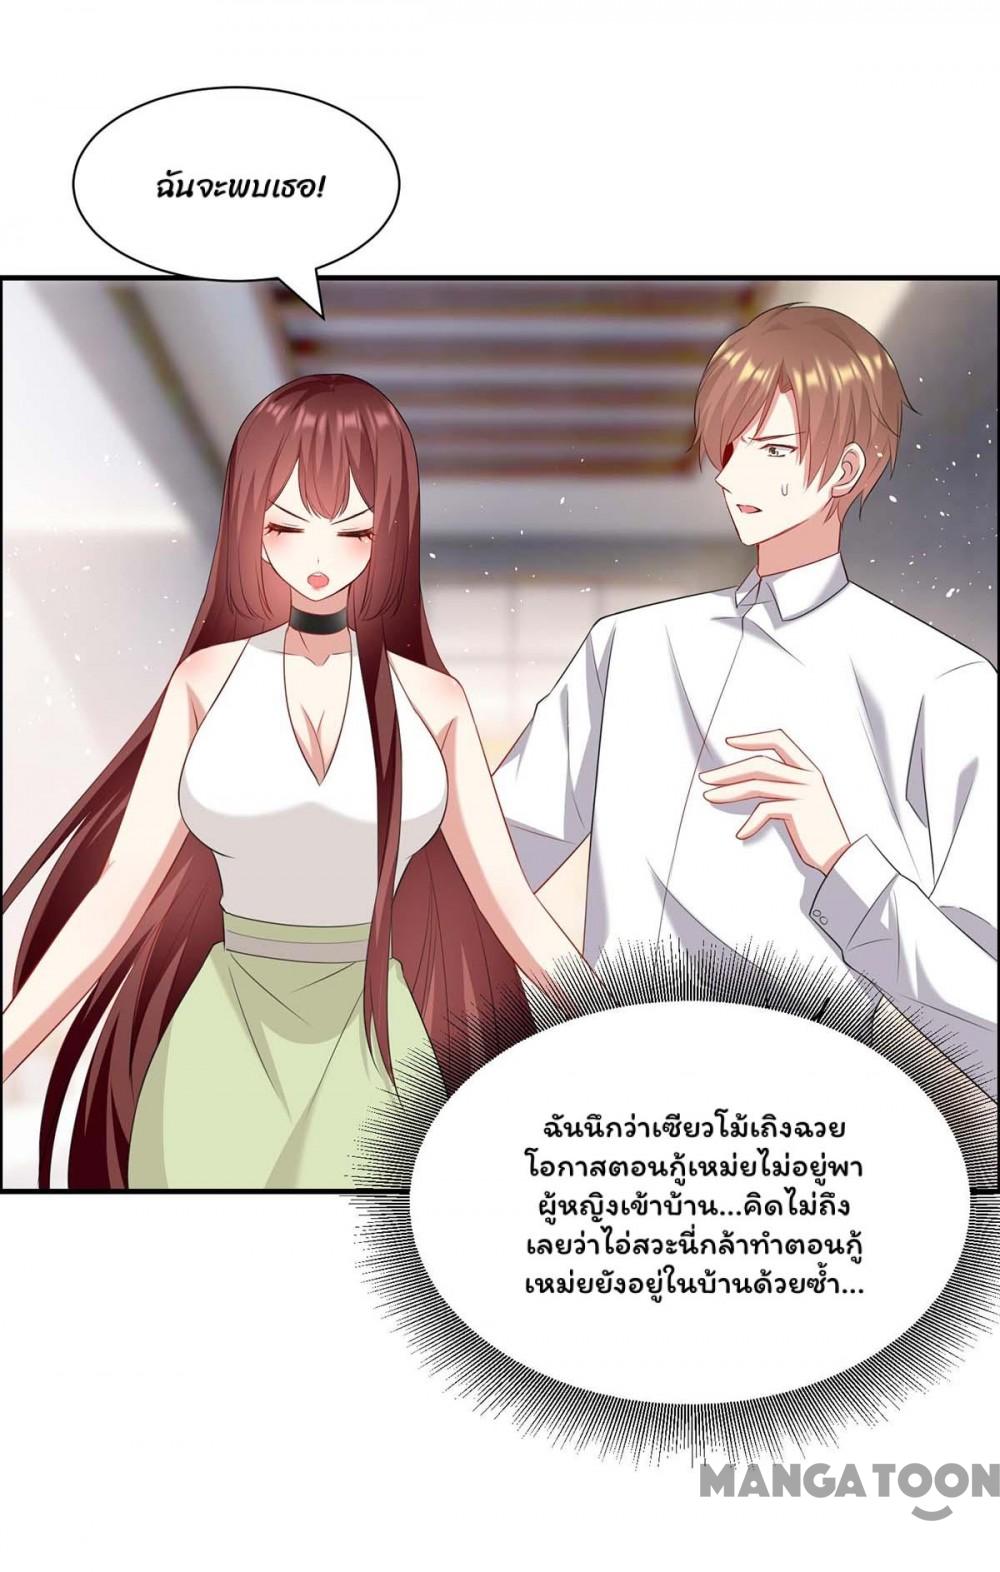 ฉันจะพบเธอ!
ฉันนึกว่าเซียวโม้เถิงฉวย
โอกาสตอนกู้เหม่ยไม่อยู่พา
ผู้หญิงเข้าบ้าน...คิดไม่ถึง
เลยว่าไอ่สวะนี่กล้าทำตอนกู้
เหม่ยยังอยู่ในบ้านด้วยซ้ำ...
MANGATOON